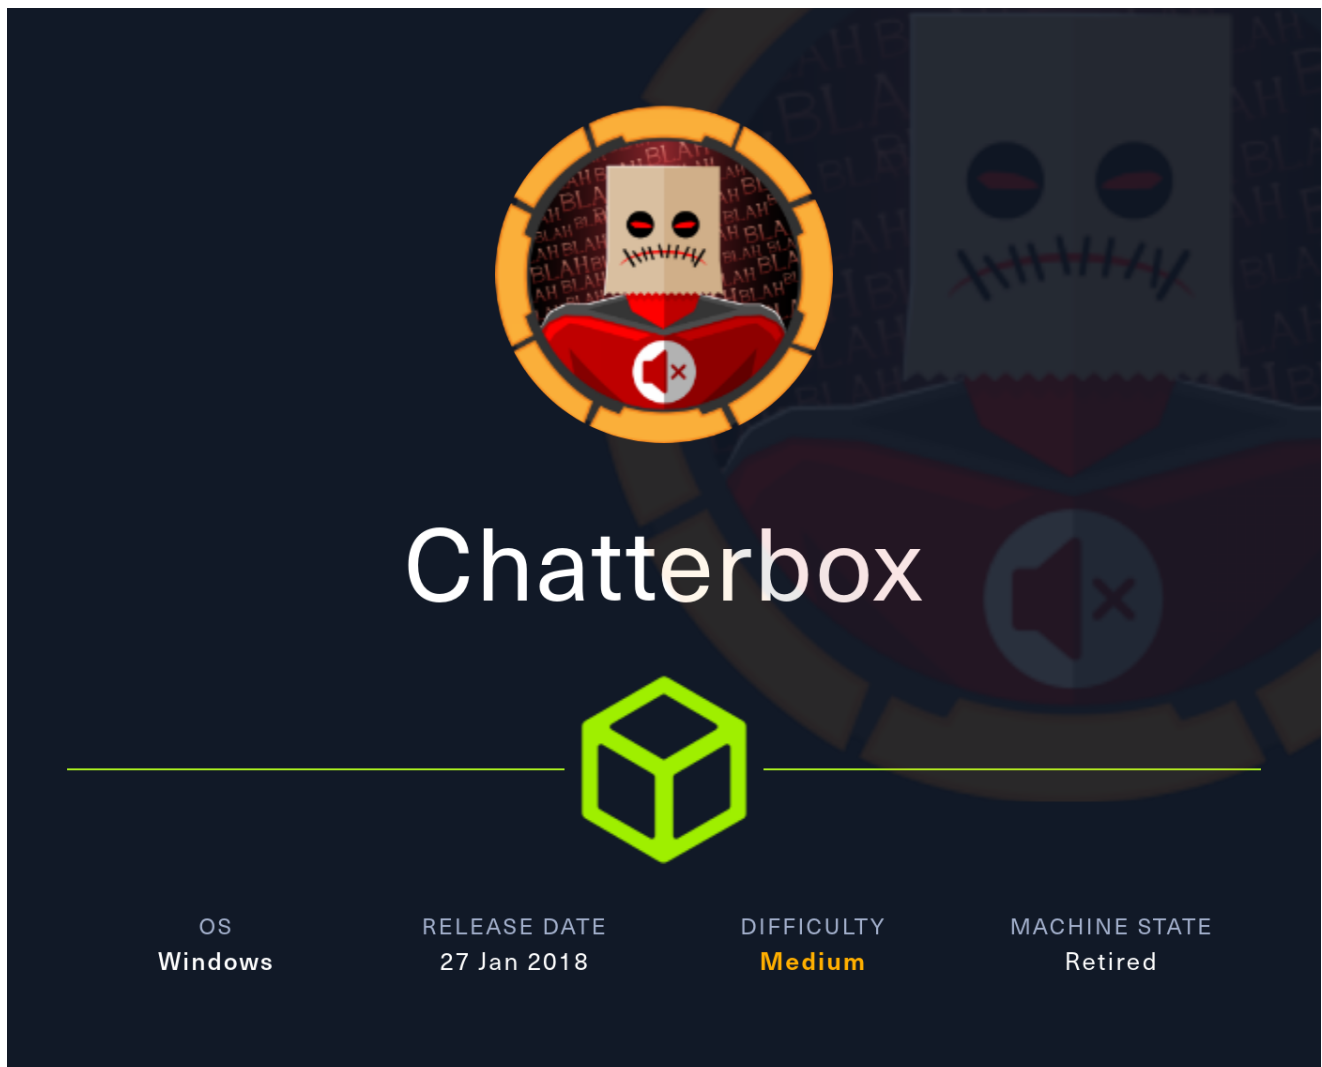 Chatterbox
OS
Windows
RELEASE DATE
27 Jan 2018
DIFFICULTY
Medium
MACHINE STATE
Retired